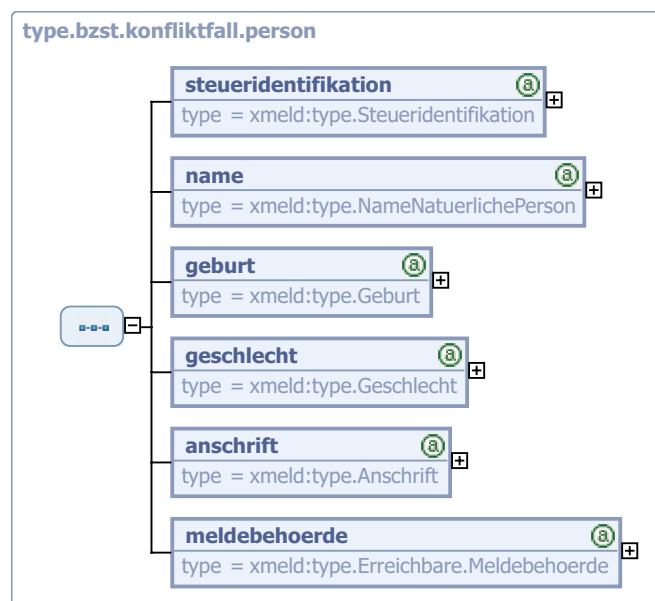 type.bzst.konfliktfall.person
steueridentifikation
type = xmeld:type.Steueridentifikation
name
type = xmeld:type.NameNatuerlichePerson
geburt
type = xmeld:type.Geburt
geschlecht
type = xmeld:type.Geschlecht
anschrift
type = xmeld:type.Anschrift
meldebehoerde
type = xmeld:type.Erreichbare.Meldebehoerde